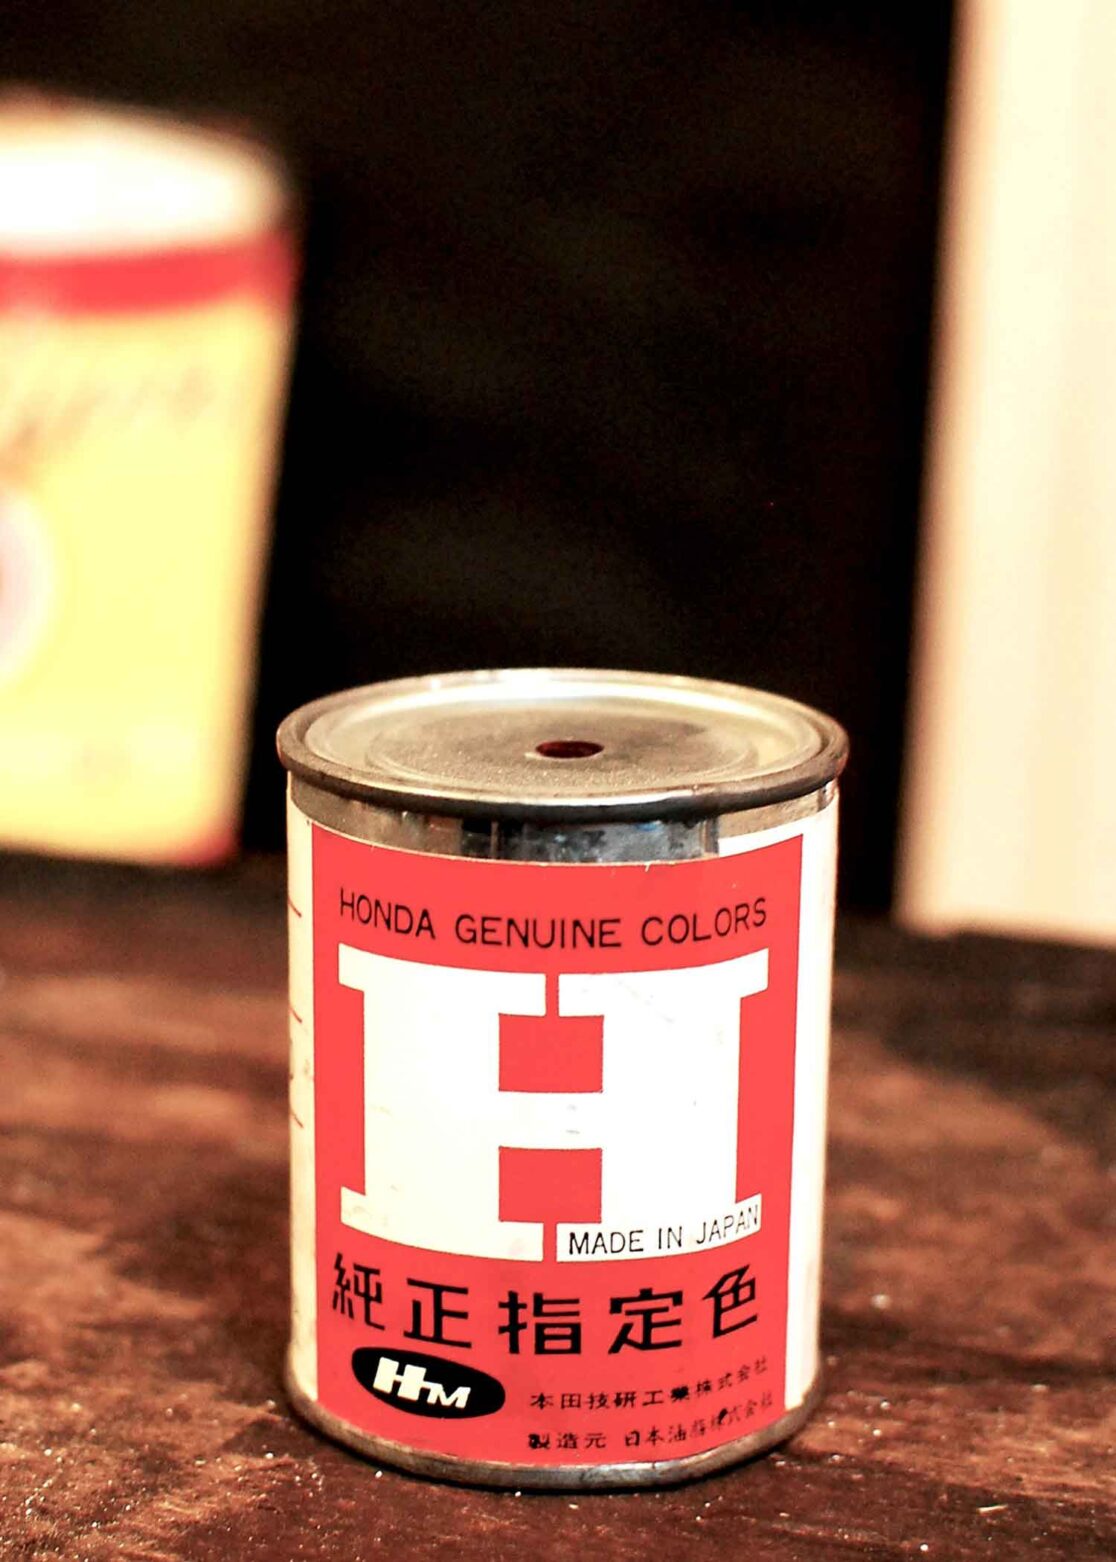 HONDA GENUINE COLORS
H
MADE IN JAPAN
純正指定色
HM
本田技研工業株式会社
製造元 日本油脂株式会社